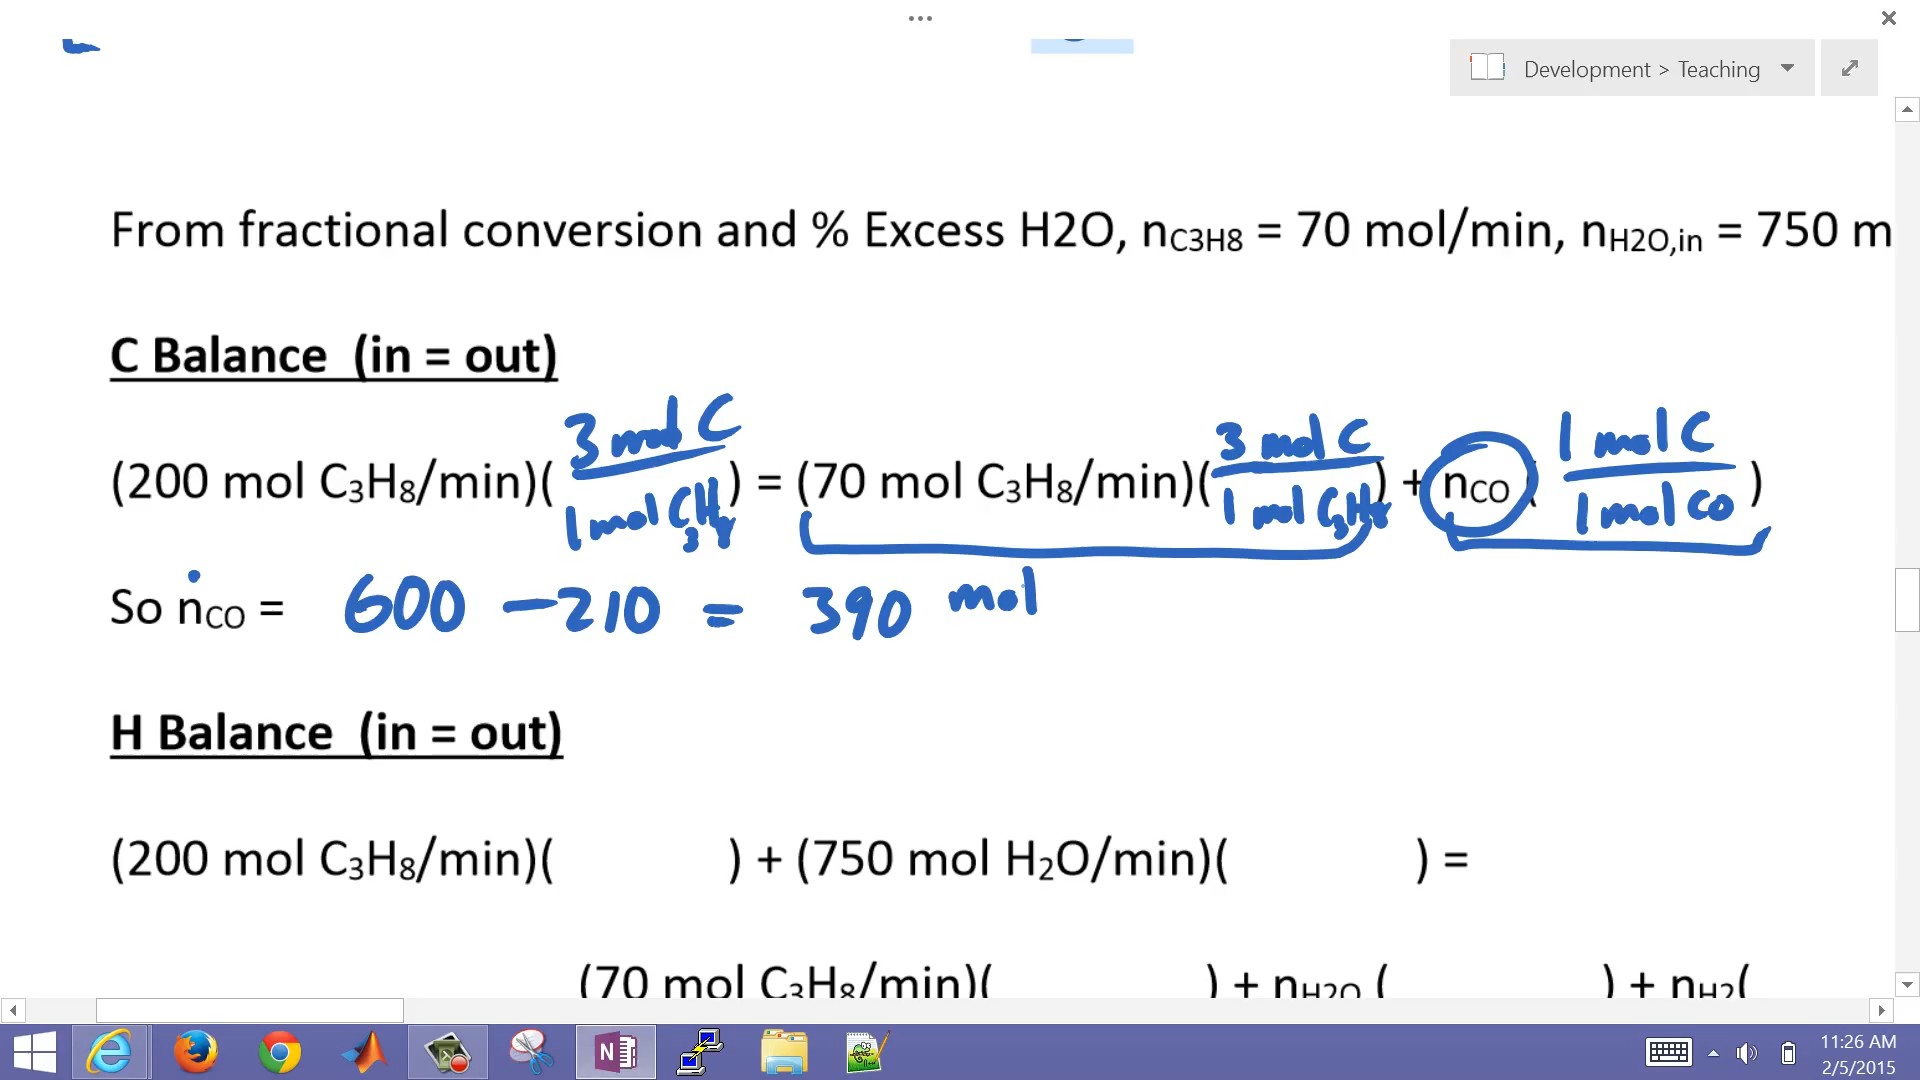 Development > Teaching
From fractional conversion and % Excess H2O, nC3H8 = 70 mol/min, nH2O,in = 750 m
C Balance (in = out)
(200 mol C₃H₈/min)( 3 mol C / 1 mol C₃H₈ ) = (70 mol C₃H₈/min)( 3 mol C / 1 mol C₃H₈ ) + nCO ( 1 mol C / 1 mol CO )
So ṅCO = 600 − 210 = 390 mol
H Balance (in = out)
(200 mol C₃H₈/min)( ) + (750 mol H₂O/min)( ) =
(70 mol C₃H₈/min)( ) + nH2O ( ) + nH2(
N
11:26 AM
2/5/2015